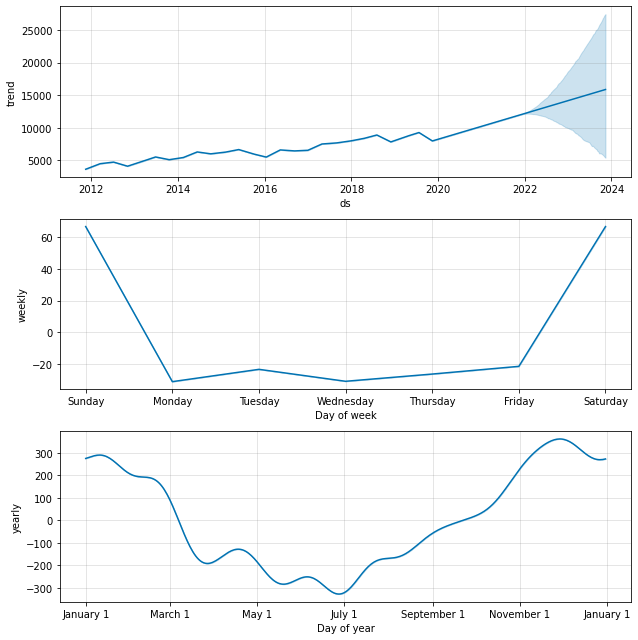 25000
20000
15000
10000
5000
trend
2012 2014 2016 2018 2020 2022 2024
ds
60
40
20
0
−20
weekly
Sunday Monday Tuesday Wednesday Thursday Friday Saturday
Day of week
300
200
100
0
−100
−200
−300
yearly
January 1 March 1 May 1 July 1 September 1 November 1 January 1
Day of year